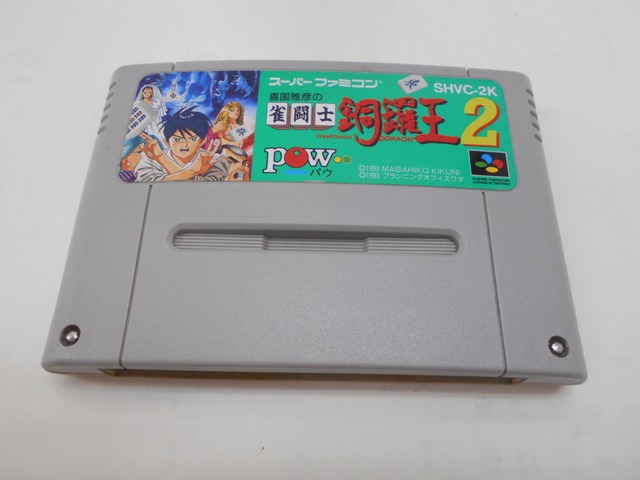 スーパーファミコン
SHVC-2K
喜国雅彦の
雀闘士 銅鑼王2
JYANTOUSHI DORAOH
pow
パウ
©1993 MASAHIKO KIKUNI
©1993 プランニングオフィスワダ
SUPER FAMICOM